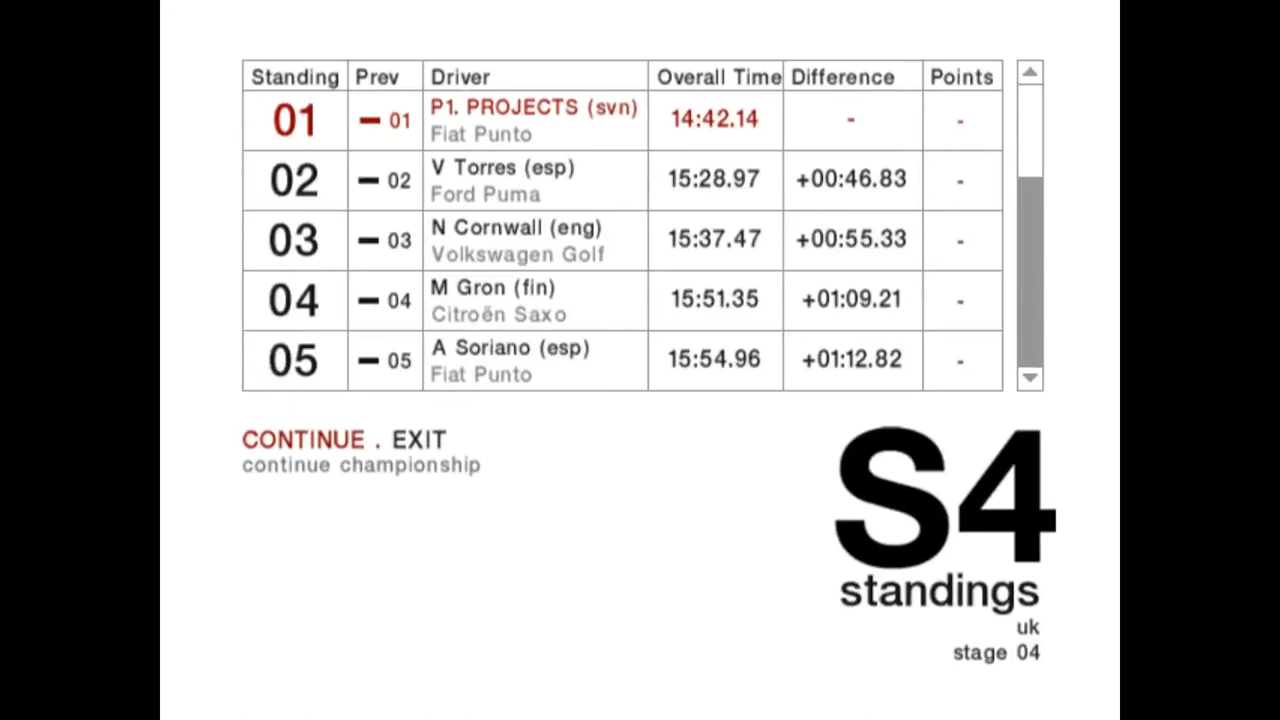 Standing Prev Driver Overall Time Difference Points
01 01 P1. PROJECTS (svn) 14:42.14 - -
Fiat Punto
02 02 V Torres (esp) 15:28.97 +00:46.83 -
Ford Puma
03 03 N Cornwall (eng) 15:37.47 +00:55.33 -
Volkswagen Golf
04 04 M Gron (fin) 15:51.35 +01:09.21 -
Citroën Saxo
05 05 A Soriano (esp) 15:54.96 +01:12.82 -
Fiat Punto
CONTINUE . EXIT
continue championship
S4
standings
uk
stage 04